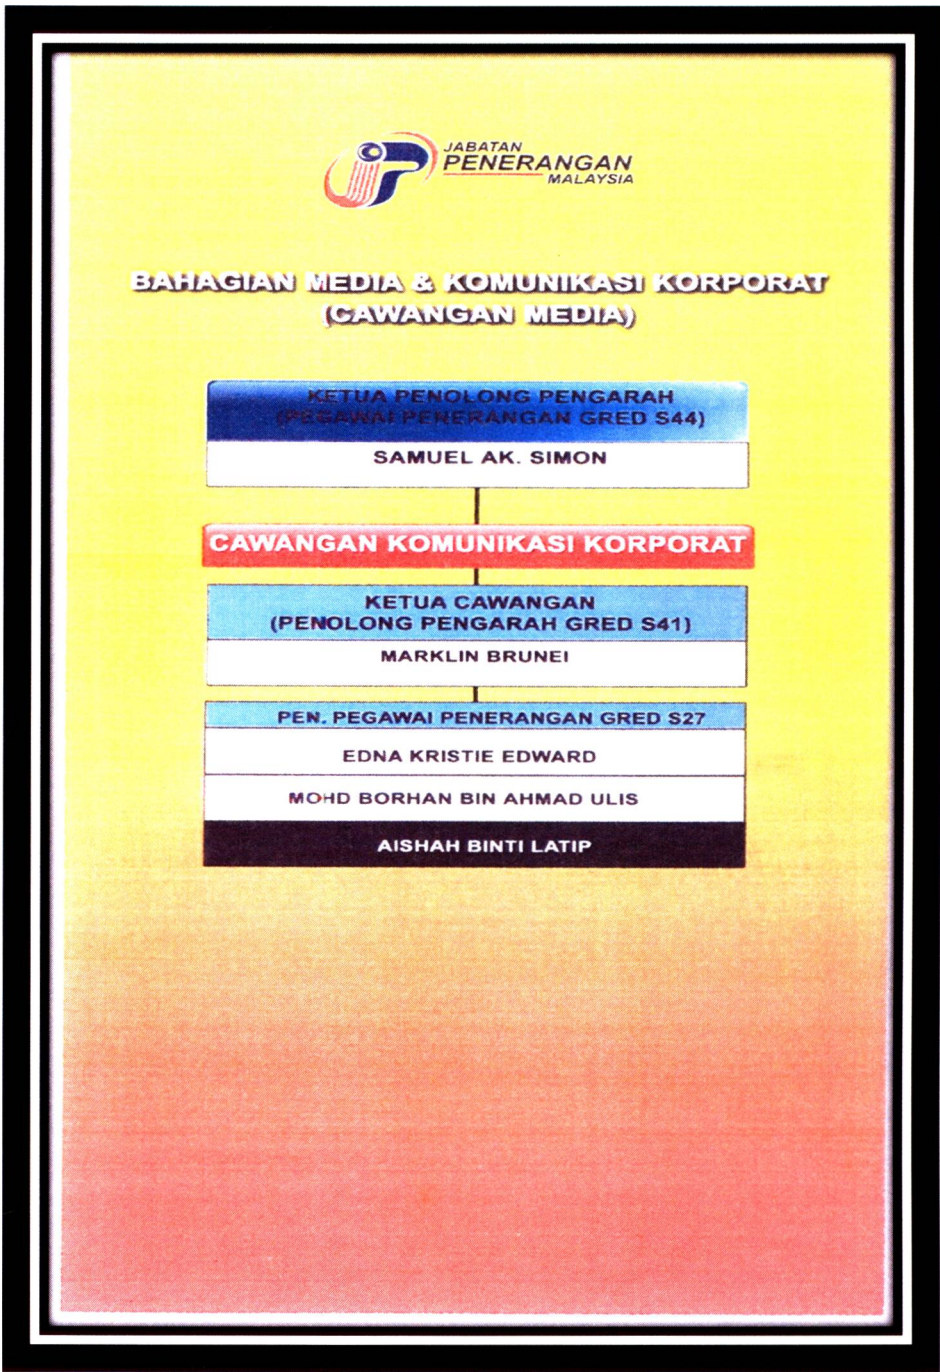 JABATAN
PENERANGAN
MALAYSIA
BAHAGIAN MEDIA & KOMUNIKASI KORPORAT
(CAWANGAN MEDIA)
KETUA PENOLONG PENGARAH
(PEGAWAI PENERANGAN GRED S44)
SAMUEL AK. SIMON
CAWANGAN KOMUNIKASI KORPORAT
KETUA CAWANGAN
(PENOLONG PENGARAH GRED S41)
MARKLIN BRUNEI
PEN. PEGAWAI PENERANGAN GRED S27
EDNA KRISTIE EDWARD
MOHD BORHAN BIN AHMAD ULIS
AISHAH BINTI LATIP